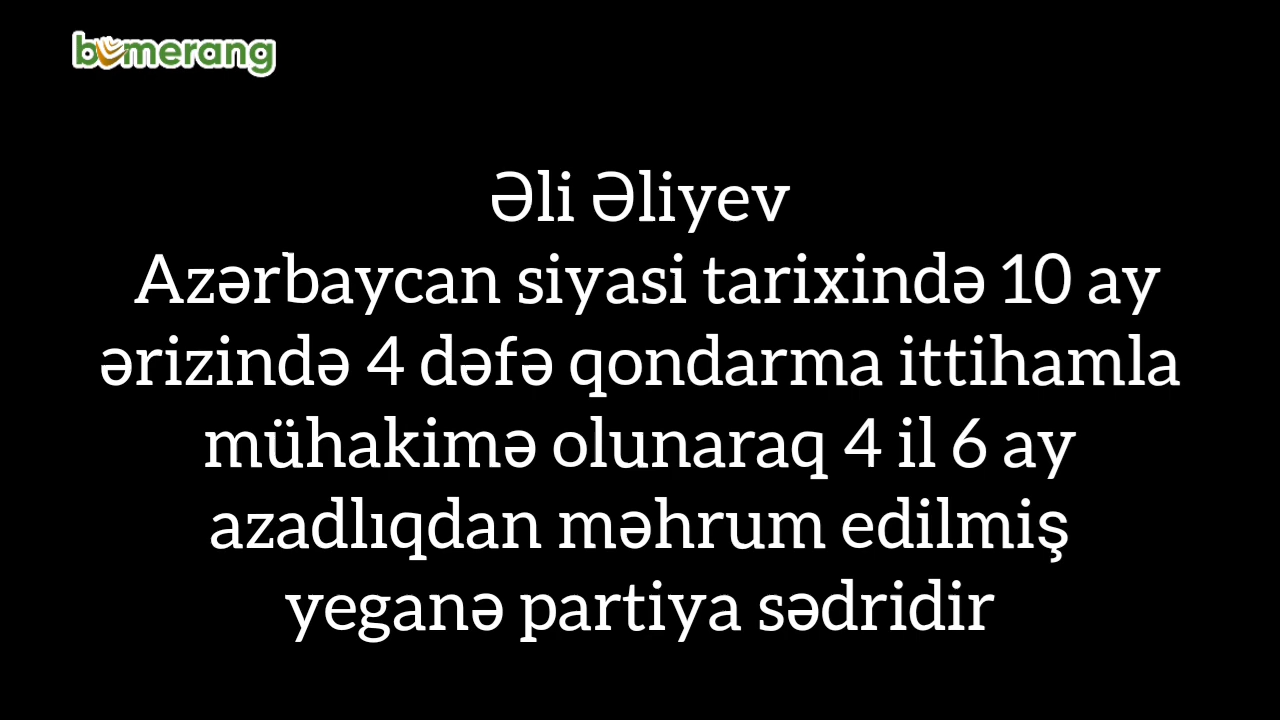 bumerang
Əli Əliyev
Azərbaycan siyasi tarixində 10 ay
ərizində 4 dəfə qondarma ittihamla
mühakimə olunaraq 4 il 6 ay
azadlıqdan məhrum edilmiş
yeganə partiya sədridir